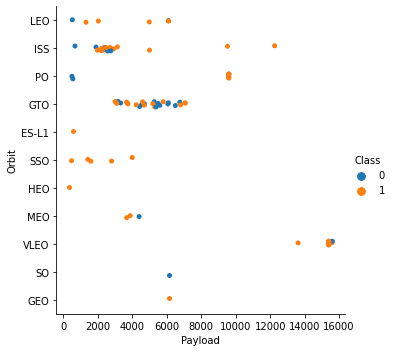 LEO
ISS
PO
GTO
ES-L1
SSO
HEO
MEO
VLEO
SO
GEO
Orbit
0 2000 4000 6000 8000 10000 12000 14000 16000
Payload
Class
0
1